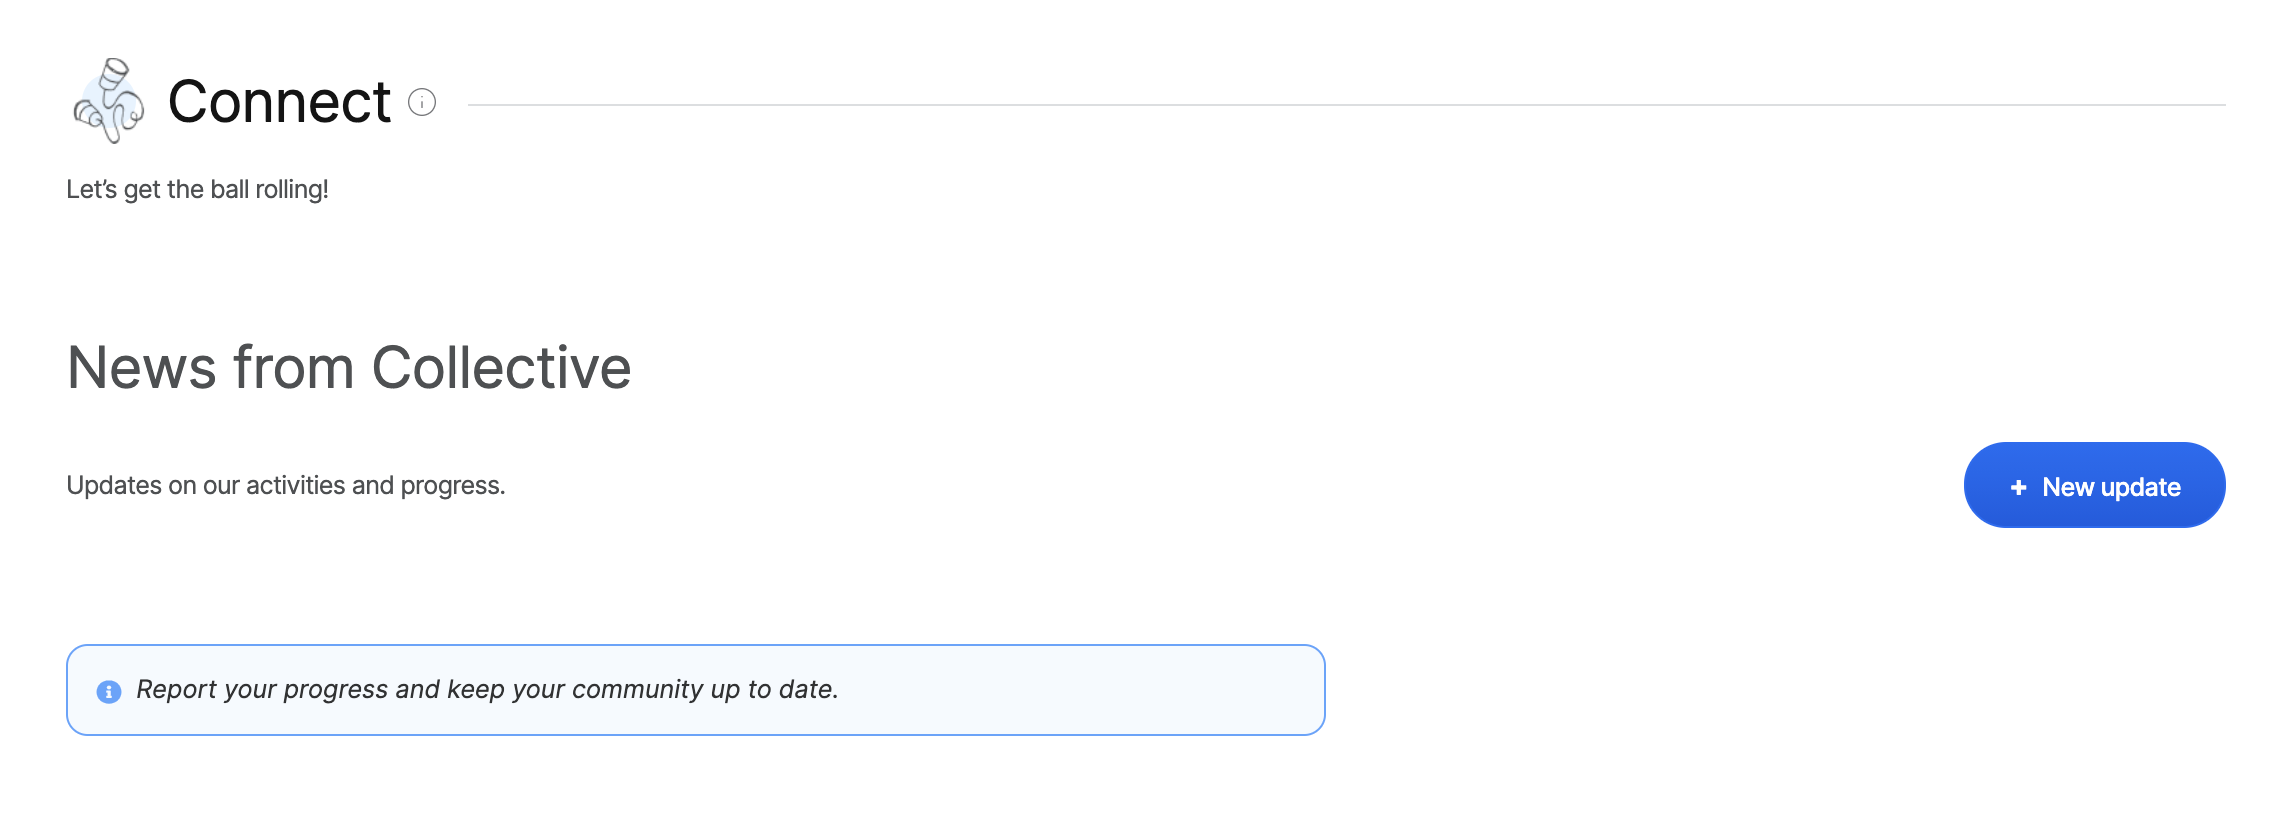 Connect
Let’s get the ball rolling!
News from Collective
Updates on our activities and progress.
+ New update
Report your progress and keep your community up to date.